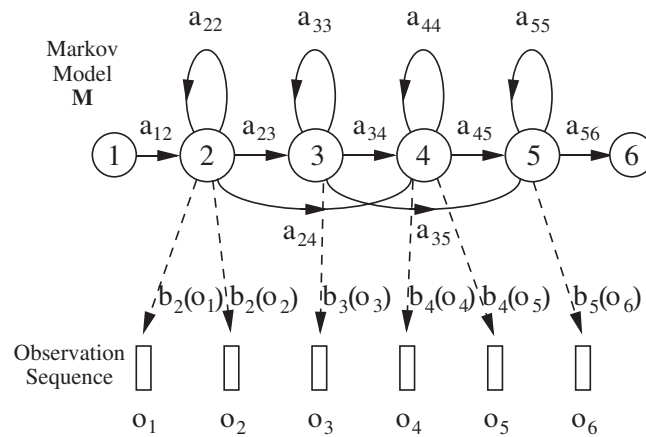 a₂₂ a₃₃ a₄₄ a₅₅
Markov
Model
M
a₁₂ a₂₃ a₃₄ a₄₅ a₅₆
1 2 3 4 5 6
a₂₄ a₃₅
b₂(o₁) b₂(o₂) b₃(o₃) b₄(o₄) b₄(o₅) b₅(o₆)
Observation
Sequence
o₁ o₂ o₃ o₄ o₅ o₆